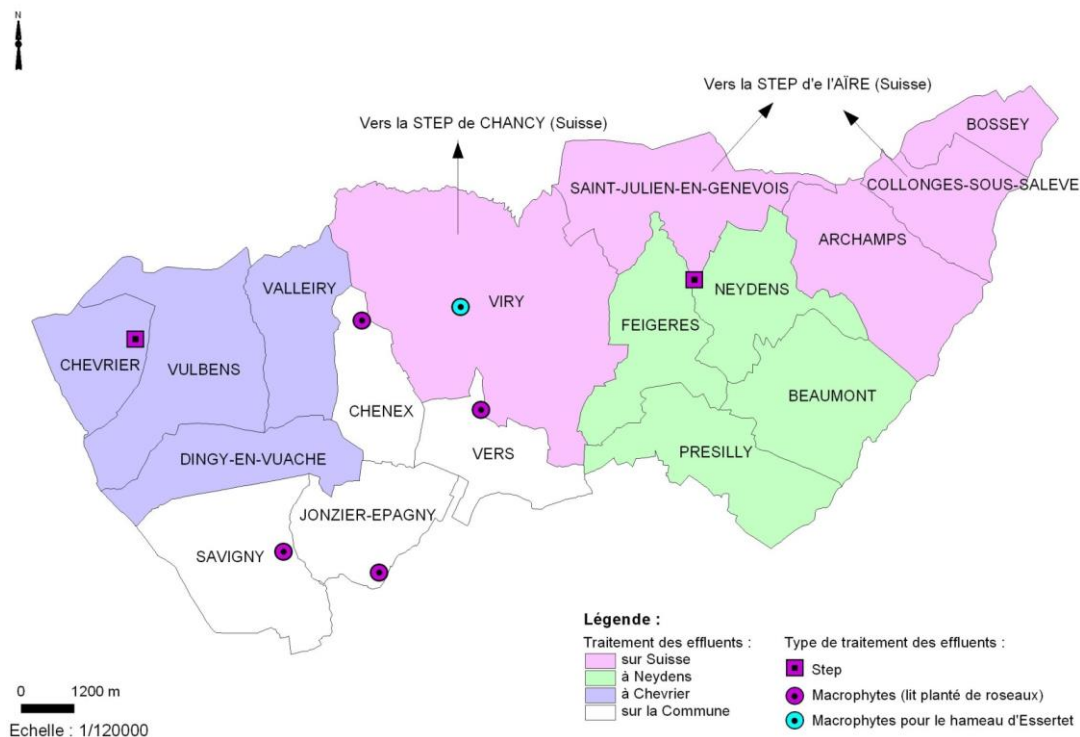 N
Vers la STEP d'e l'AÏRE (Suisse)
Vers la STEP de CHANCY (Suisse)
BOSSEY
SAINT-JULIEN-EN-GENEVOIS
COLLONGES-SOUS-SALEVE
ARCHAMPS
VALLEIRY
VIRY
NEYDENS
FEIGERES
CHEVRIER
VULBENS
CHENEX
BEAUMONT
VERS
PRESILLY
DINGY-EN-VUACHE
JONZIER-EPAGNY
SAVIGNY
Légende :
Traitement des effluents :
sur Suisse
à Neydens
à Chevrier
sur la Commune
Type de traitement des effluents :
Step
Macrophytes (lit planté de roseaux)
Macrophytes pour le hameau d'Essertet
0 1200 m
Echelle : 1/120000